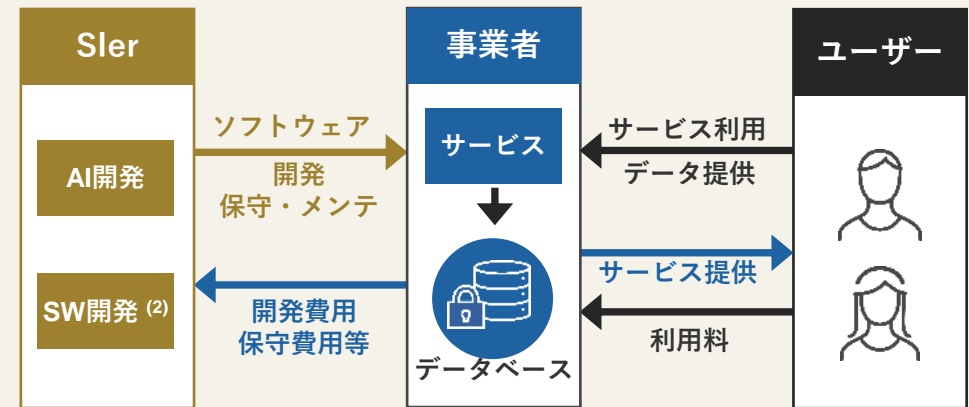 SIer
AI開発
SW開発 (2)
ソフトウェア
開発
保守・メンテ
開発費用
保守費用等
事業者
サービス
データベース
サービス利用
データ提供
サービス提供
利用料
ユーザー